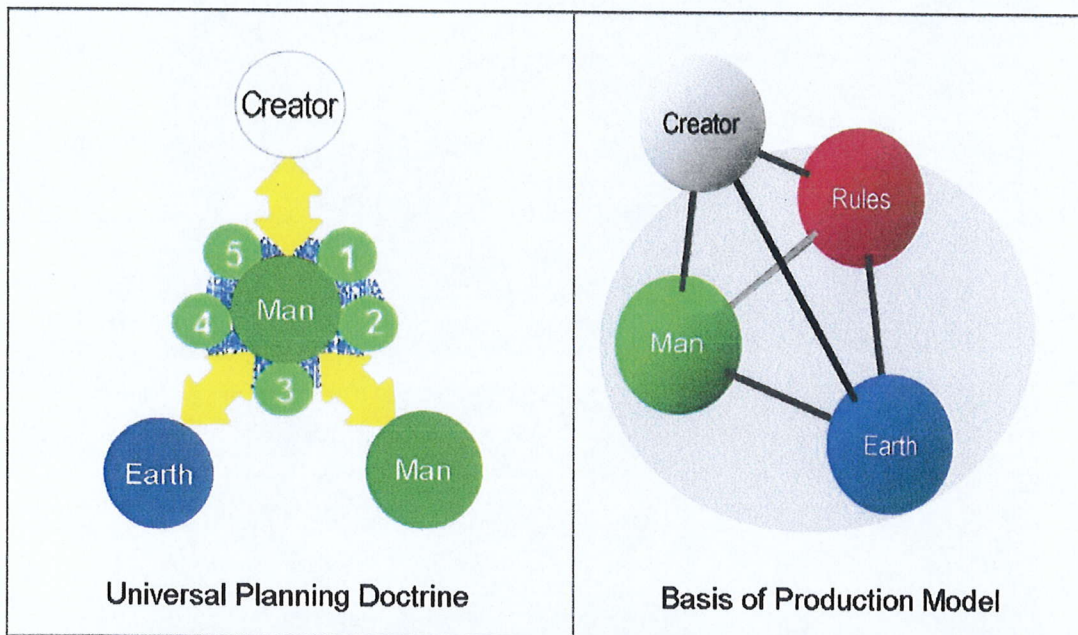 Creator
5
1
Man
4
2
3
Earth
Man
Universal Planning Doctrine
Creator
Rules
Man
Earth
Basis of Production Model